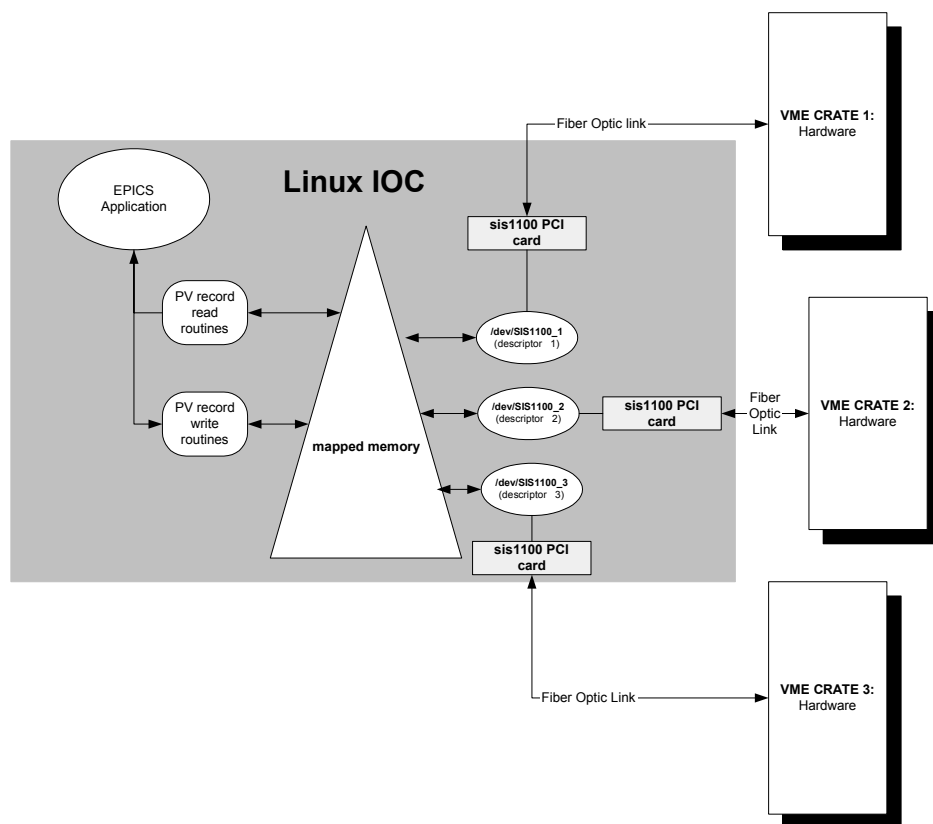 VME CRATE 1:
Hardware
Fiber Optic link
Linux IOC
EPICS
Application
sis1100 PCI
card
PV record
read
routines
/dev/SIS1100_1
(descriptor 1)
/dev/SIS1100_2
(descriptor 2)
sis1100 PCI
card
Fiber
Optic
Link
VME CRATE 2:
Hardware
PV record
write
routines
mapped memory
/dev/SIS1100_3
(descriptor 3)
sis1100 PCI
card
Fiber Optic Link
VME CRATE 3:
Hardware